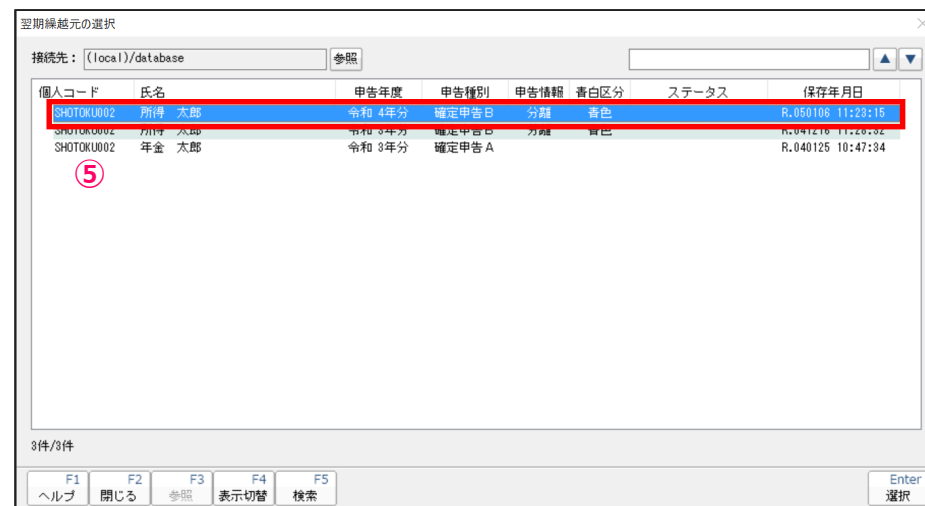 翌期繰越元の選択
接続先： (local)/database 参照 ▲ ▼
個人コード 氏名 申告年度 申告種別 申告情報 青白区分 ステータス 保存年月日
SHOTOKU002 所得 太郎 令和 4年分 確定申告B 分離 青色 R.050106 11:23:15
SHOTOKU002 所得 太郎 令和 3年分 確定申告B 分離 青色 R.041216 11:28:32
SHOTOKU002 年金 太郎 令和 3年分 確定申告A R.040125 10:47:34
⑤
3件/3件
F1 F2 F3 F4 F5 Enter
ヘルプ 閉じる 参照 表示切替 検索 選択